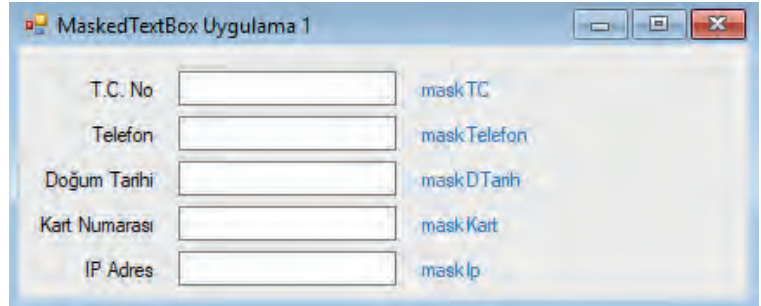 MaskedTextBox Uygulama 1
T.C. No maskTC
Telefon maskTelefon
Doğum Tarihi maskDTarih
Kart Numarası maskKart
IP Adres maskIp